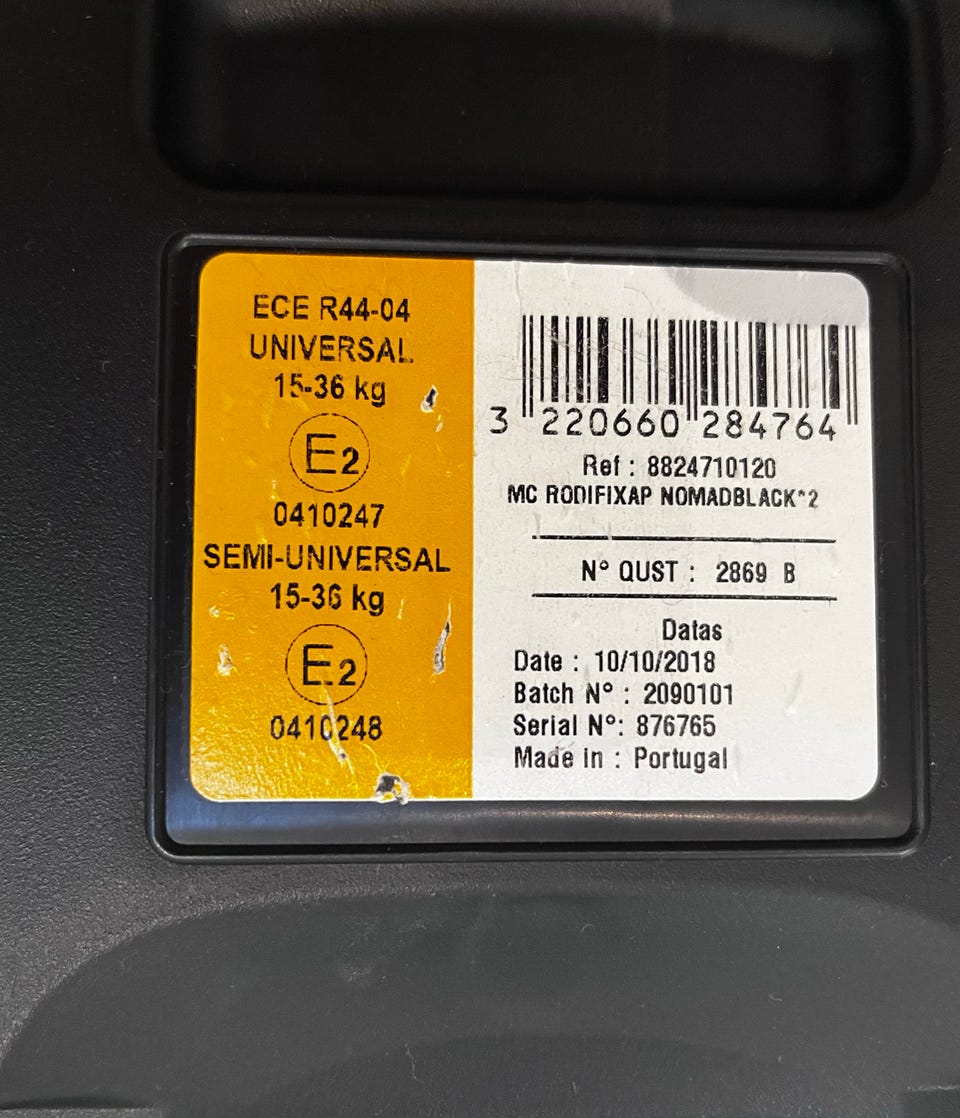 ECE R44-04
UNIVERSAL
15-36 kg
E2
0410247
SEMI-UNIVERSAL
15-36 kg
E2
0410248
3 220660 284764
Ref : 8824710120
MC RODIFIXAP NOMADBLACK*2
N° QUST : 2869 B
Datas
Date : 10/10/2018
Batch N° : 2090101
Serial N°: 876765
Made in : Portugal